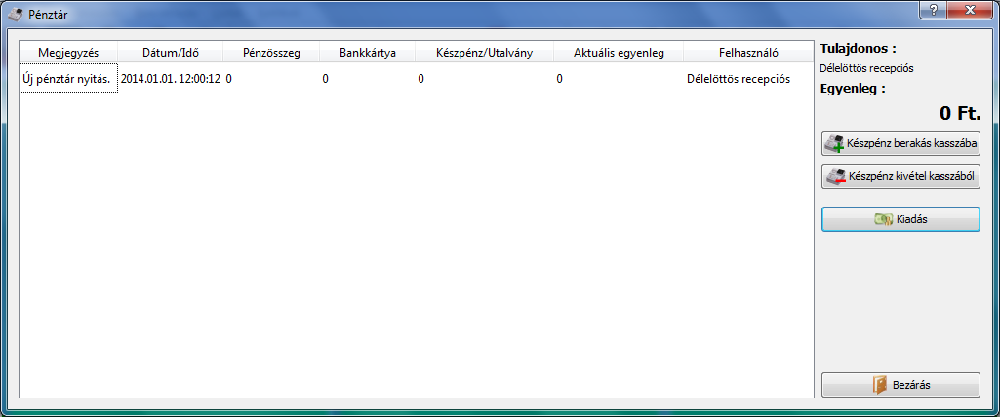 Pénztár
Megjegyzés Dátum/Idő Pénzösszeg Bankkártya Készpénz/Utalvány Aktuális egyenleg Felhasználó
Új pénztár nyitás. 2014.01.01. 12:00:12 0 0 0 0 Délelöttös recepciós
Tulajdonos :
Délelöttös recepciós
Egyenleg :
0 Ft.
Készpénz berakás kasszába
Készpénz kivétel kasszából
Kiadás
Bezárás